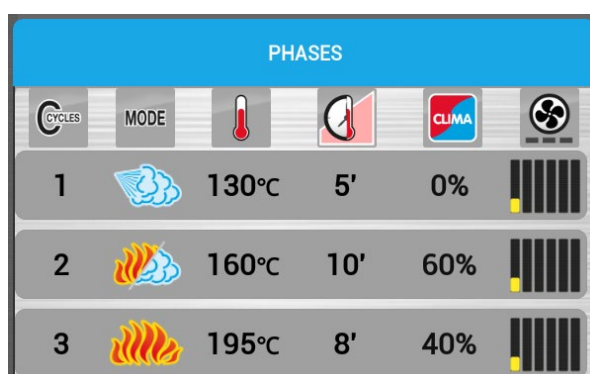 PHASES
CYCLES MODE CLIMA
1 130°C 5' 0%
2 160°C 10' 60%
3 195°C 8' 40%